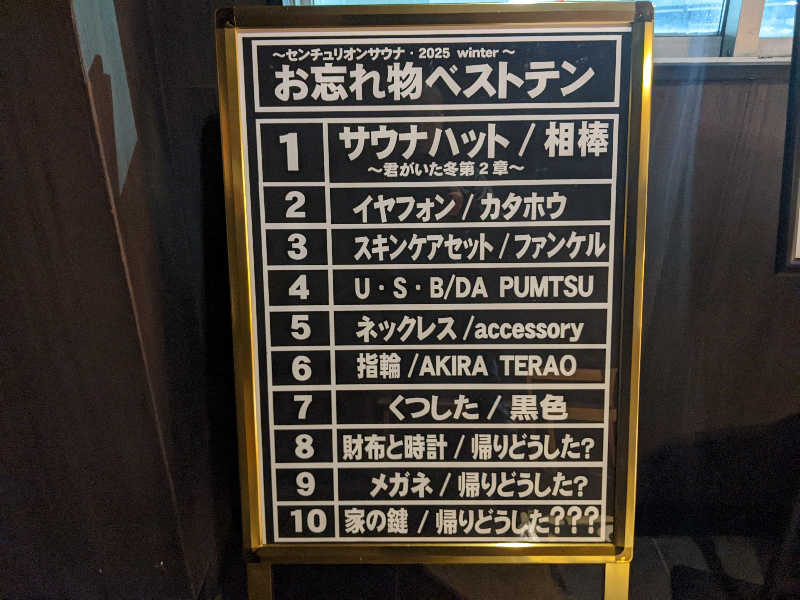 ～センチュリオンサウナ・2025 winter～
お忘れ物ベストテン
1 サウナハット / 相棒
～君がいた冬第2章～
2 イヤフォン / カタホウ
3 スキンケアセット / ファンケル
4 U・S・B/DA PUMTSU
5 ネックレス /accessory
6 指輪 /AKIRA TERAO
7 くつした / 黒色
8 財布と時計 / 帰りどうした?
9 メガネ / 帰りどうした?
10 家の鍵 / 帰りどうした???